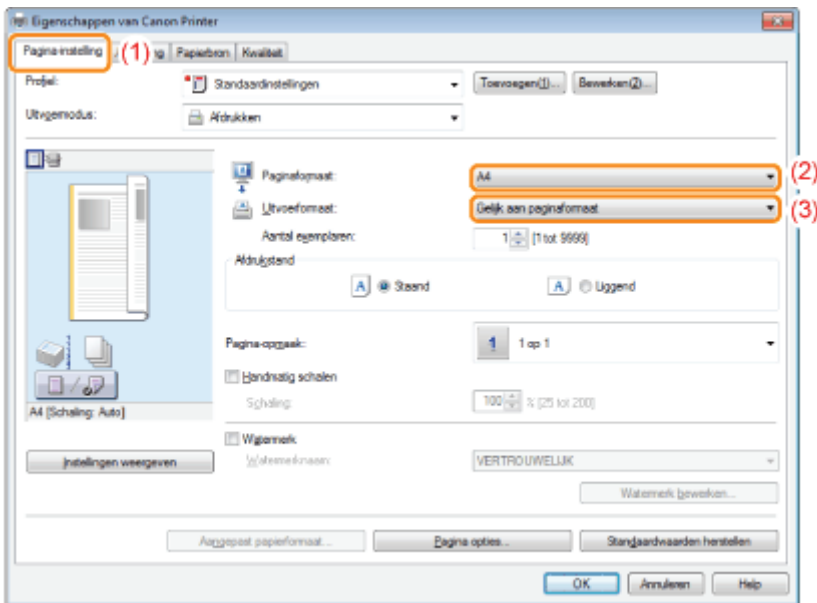 Eigenschappen van Canon Printer
Pagina-instelling (1) ng Papierbron Kwaliteit
Profiel: Standaardinstellingen Toevoegen(1)... Bewerken(2)...
Uitvoermodus: Afdrukken
Paginaformaat: A4 (2)
Uitvoerformaat: Gelijk aan paginaformaat (3)
Aantal exemplaren: 1 [1 tot 9999]
Afdrukstand
A Staand A Liggend
Pagina-opmaak: 1 1 op 1
Handmatig schalen
Schaling: 100 % [25 tot 200]
A4 [Schaling: Auto]
Watermerk
Instellingen weergeven Watermerknaam: VERTROUWELIJK
Watermerk bewerken...
Aangepast papierformaat... Pagina opties... Standaardwaarden herstellen
OK Annuleren Help